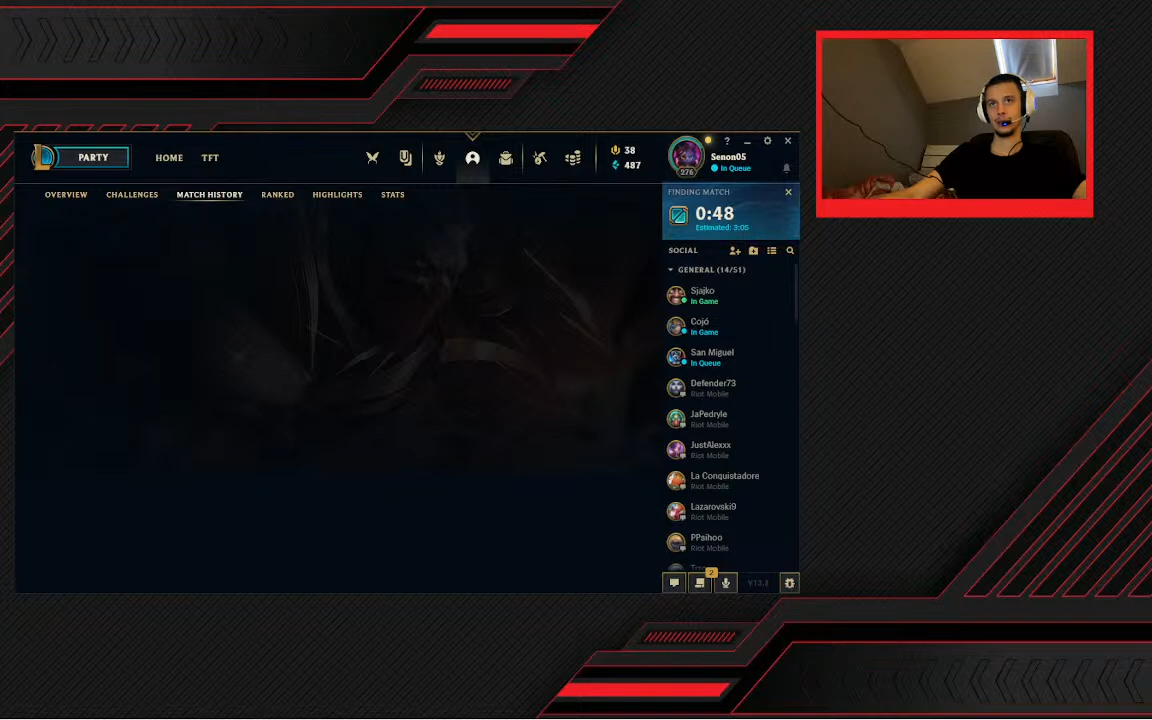 PARTY
HOME
TFT
38
487
276
Senon05
In Queue
OVERVIEW
CHALLENGES
MATCH HISTORY
RANKED
HIGHLIGHTS
STATS
FINDING MATCH
0:48
Estimated: 3:05
SOCIAL
GENERAL (14/51)
Sjajko
In Game
Cojó
In Game
San Miguel
In Queue
Defender73
Riot Mobile
JaPedryle
Riot Mobile
JustAlexxx
Riot Mobile
La Conquistadore
Riot Mobile
Lazarovski9
Riot Mobile
PPsihoo
Riot Mobile
2